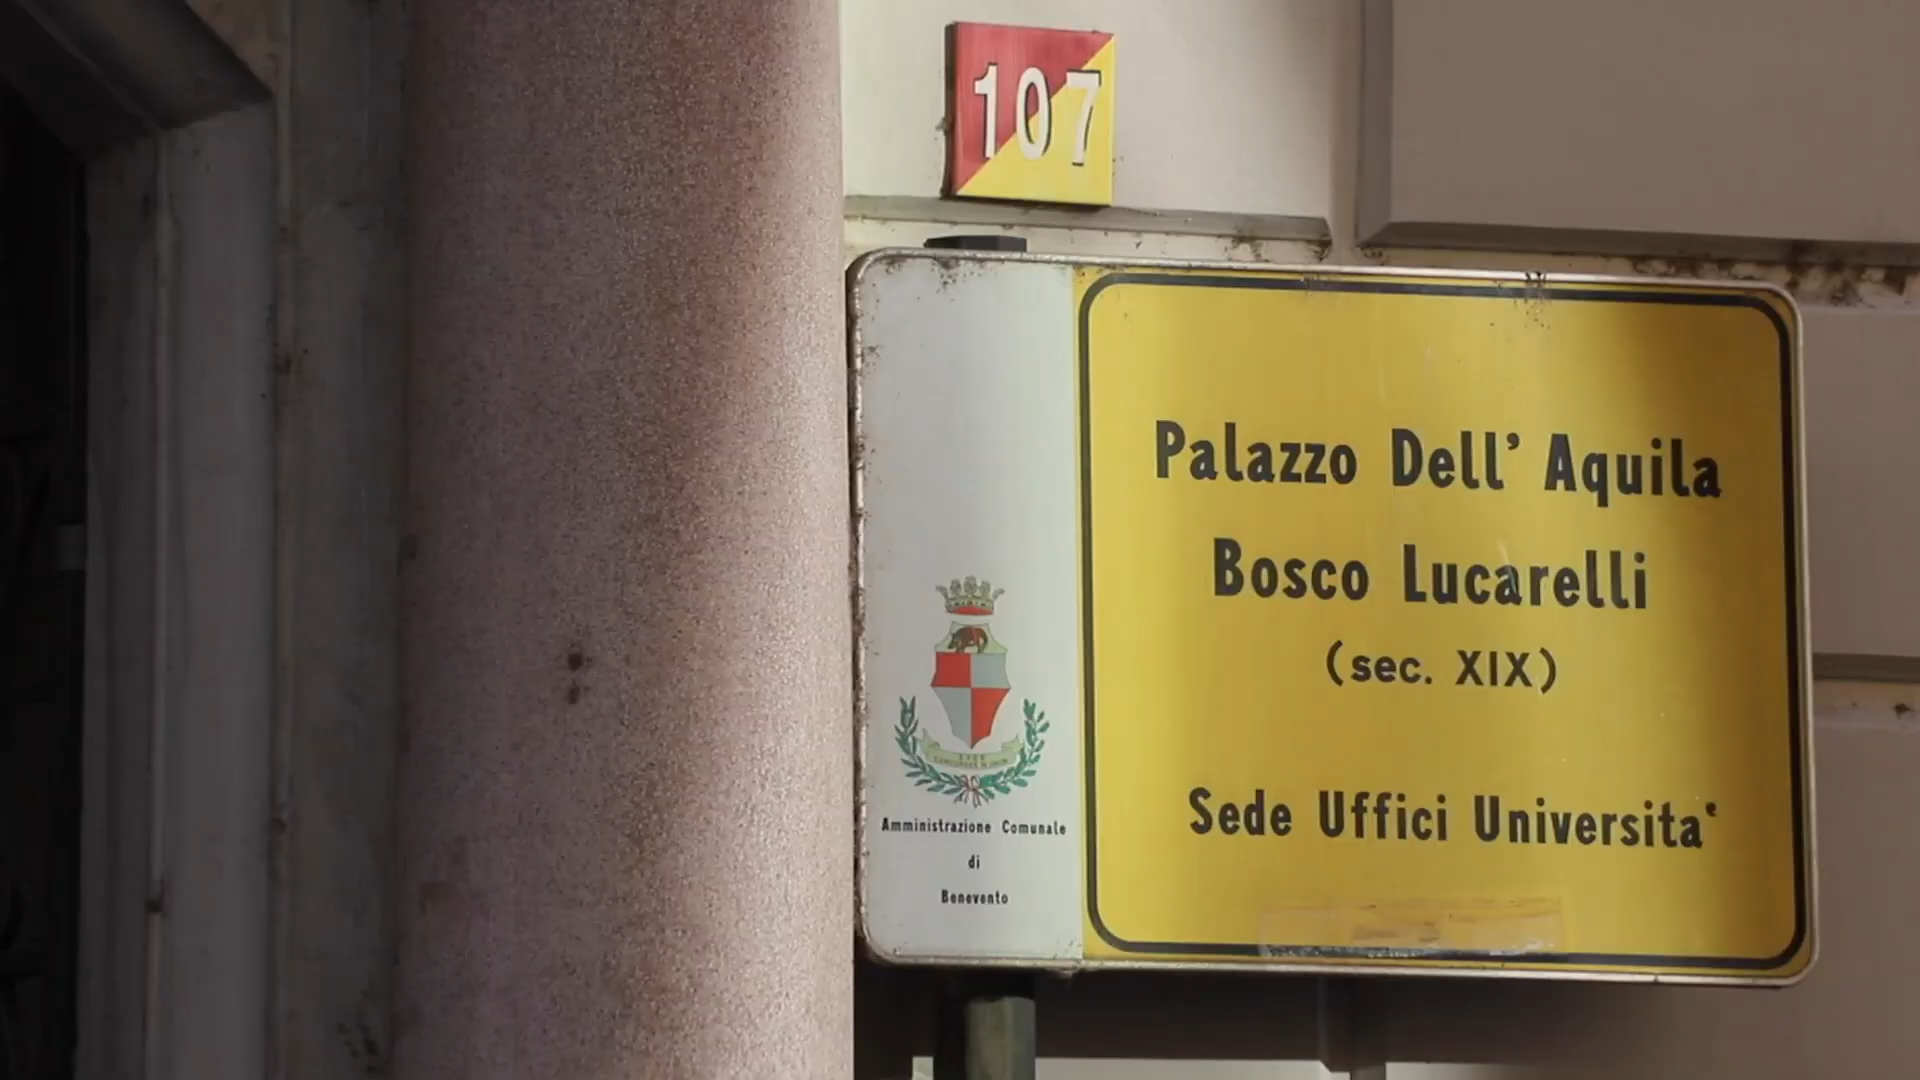 107
Palazzo Dell' Aquila
Bosco Lucarelli
(sec. XIX)
Sede Uffici Universita'
Amministrazione Comunale
di
Benevento